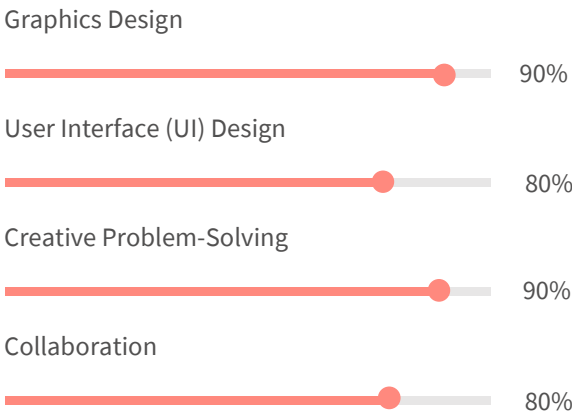 Graphics Design
90%
User Interface (UI) Design
80%
Creative Problem-Solving
90%
Collaboration
80%